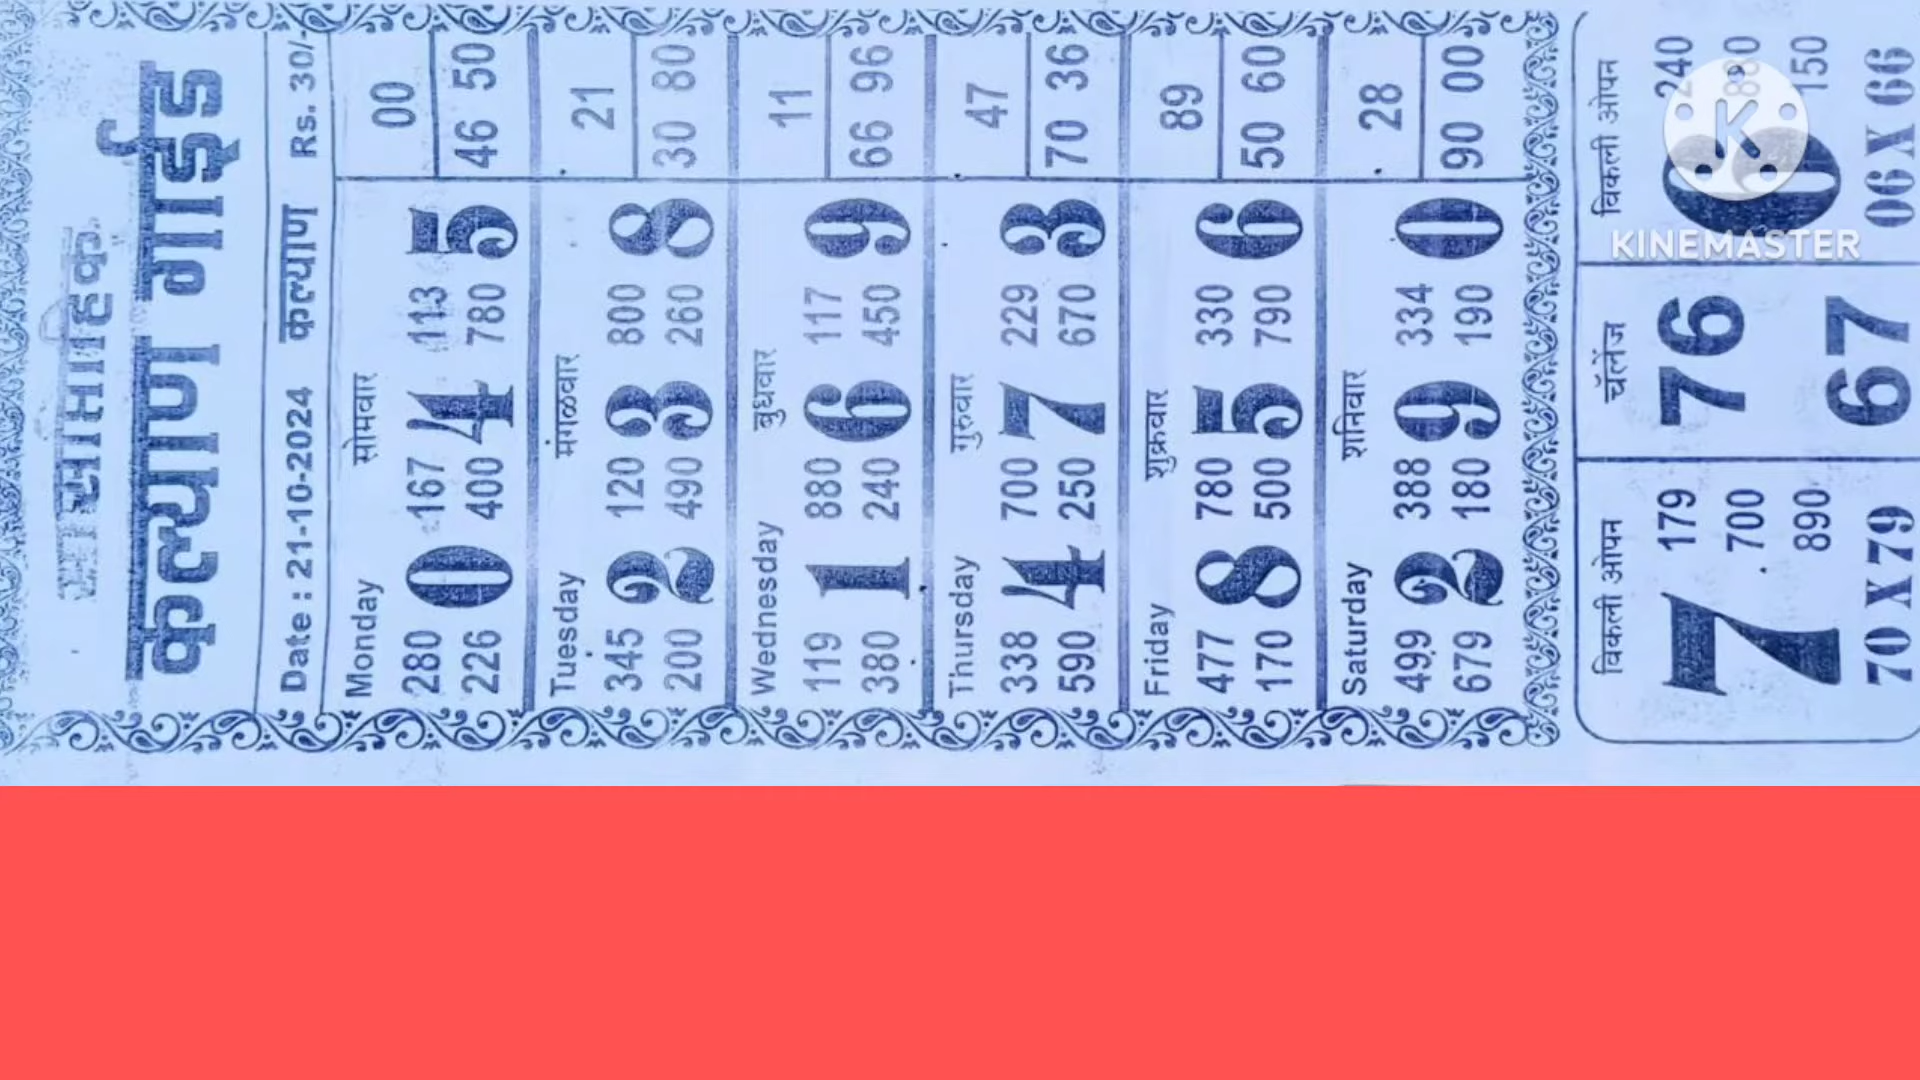 साप्ताहिक
कल्याण गाईड
Date : 21-10-2024 कल्याण Rs. 30/-
Monday सोमवार 00
280 0 167 4 113 5 46 50
226 400 780
Tuesday मंगळवार 21
345 2 120 3 800 8 30 80
200 490 260
Wednesday बुधवार 11
119 1 880 6 117 9 66 96
380 240 450
Thursday गुरुवार 47
338 4 700 7 229 3 70 36
590 250 670
Friday शुक्रवार 89
477 8 780 5 330 6 50 60
170 500 790
Saturday शनिवार 28
499 2 388 9 334 0 90 00
679 180 190
विकली ओपन
7 179
700
890
70 X 79
चॅलेंज
76
67
विकली ओपन
0 240
880
150
06 X 66
KINEMASTER